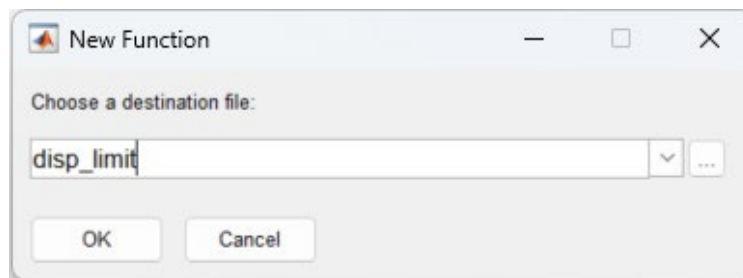 New Function
Choose a destination file:
disp_limit
...
OK Cancel